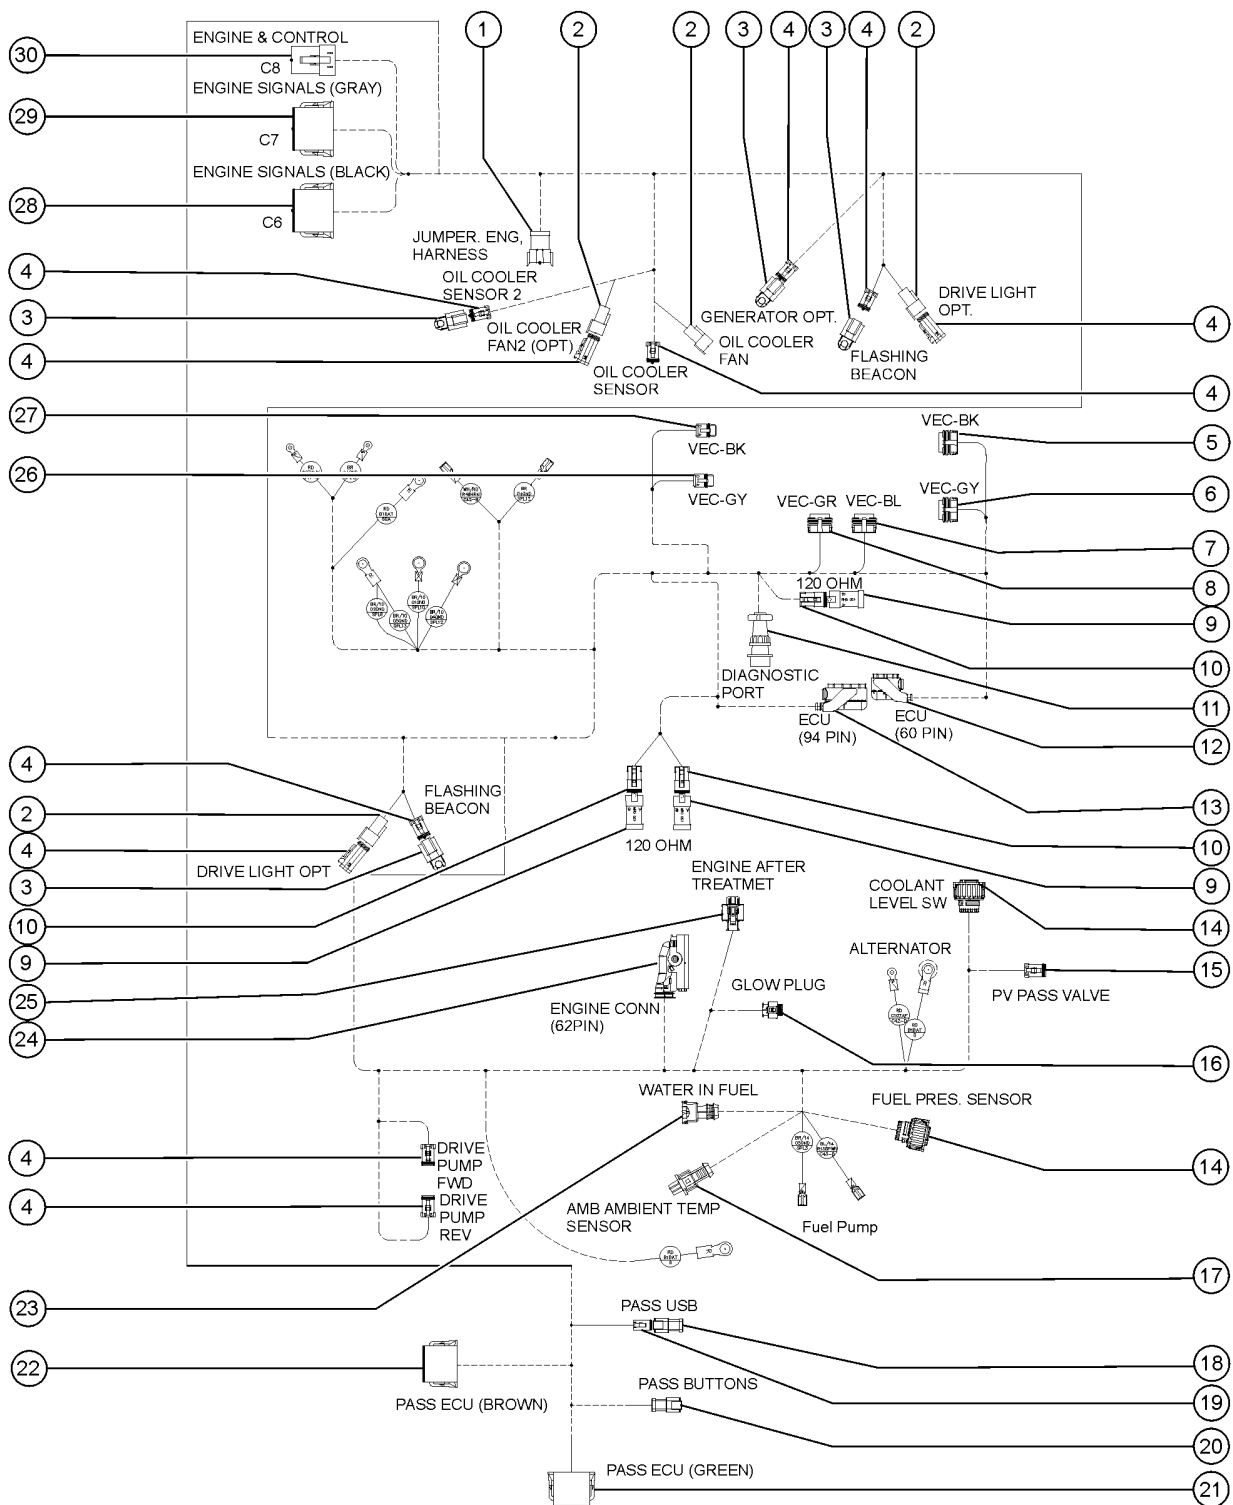 1
2
2
3
4
3
4
2
ENGINE & CONTROL
30
C8
ENGINE SIGNALS (GRAY)
29
C7
ENGINE SIGNALS (BLACK)
28
C6
JUMPER. ENG,
HARNESS
4
OIL COOLER
SENSOR 2
3
OIL COOLER
FAN2 (OPT)
4
OIL COOLER
SENSOR
OIL COOLER
FAN
GENERATOR OPT.
FLASHING
BEACON
DRIVE LIGHT
OPT.
4
4
27
VEC-BK
VEC-BK
5
26
VEC-GY
VEC-GY
6
VEC-GR
VEC-BL
7
8
120 OHM
9
10
DIAGNOSTIC
PORT
11
ECU
(94 PIN)
ECU
(60 PIN)
12
13
4
FLASHING
BEACON
2
4
DRIVE LIGHT OPT
3
10
9
120 OHM
10
9
ENGINE AFTER
TREATMET
COOLANT
LEVEL SW
14
25
ALTERNATOR
15
PV PASS VALVE
24
ENGINE CONN
(62PIN)
GLOW PLUG
16
WATER IN FUEL
FUEL PRES. SENSOR
14
4
DRIVE
PUMP
FWD
4
DRIVE
PUMP
REV
AMB AMBIENT TEMP
SENSOR
Fuel Pump
17
23
PASS USB
18
19
22
PASS ECU (BROWN)
PASS BUTTONS
20
PASS ECU (GREEN)
21